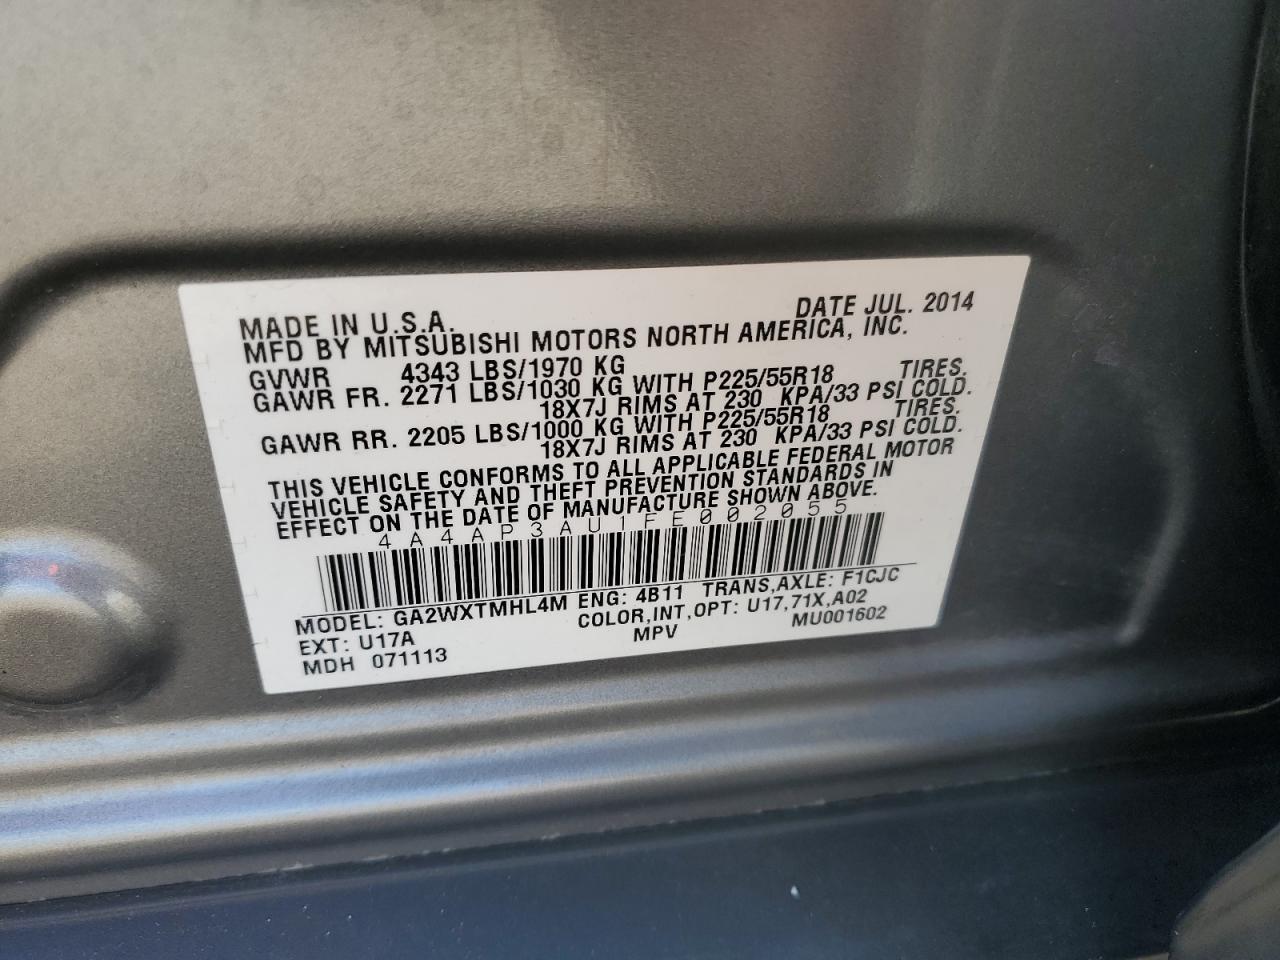 MADE IN U.S.A. DATE JUL. 2014
MFD BY MITSUBISHI MOTORS NORTH AMERICA, INC.
GVWR 4343 LBS/1970 KG
GAWR FR. 2271 LBS/1030 KG WITH P225/55R18 TIRES.
18X7J RIMS AT 230 KPA/33 PSI COLD.
GAWR RR. 2205 LBS/1000 KG WITH P225/55R18 TIRES.
18X7J RIMS AT 230 KPA/33 PSI COLD.
THIS VEHICLE CONFORMS TO ALL APPLICABLE FEDERAL MOTOR
VEHICLE SAFETY AND THEFT PREVENTION STANDARDS IN
EFFECT ON THE DATE OF MANUFACTURE SHOWN ABOVE.
4A4AP3AU1FE002055
MODEL: GA2WXTMHL4M ENG: 4B11 TRANS,AXLE: F1CJC
EXT: U17A COLOR,INT,OPT: U17,71X,A02
MDH 071113 MPV MU001602